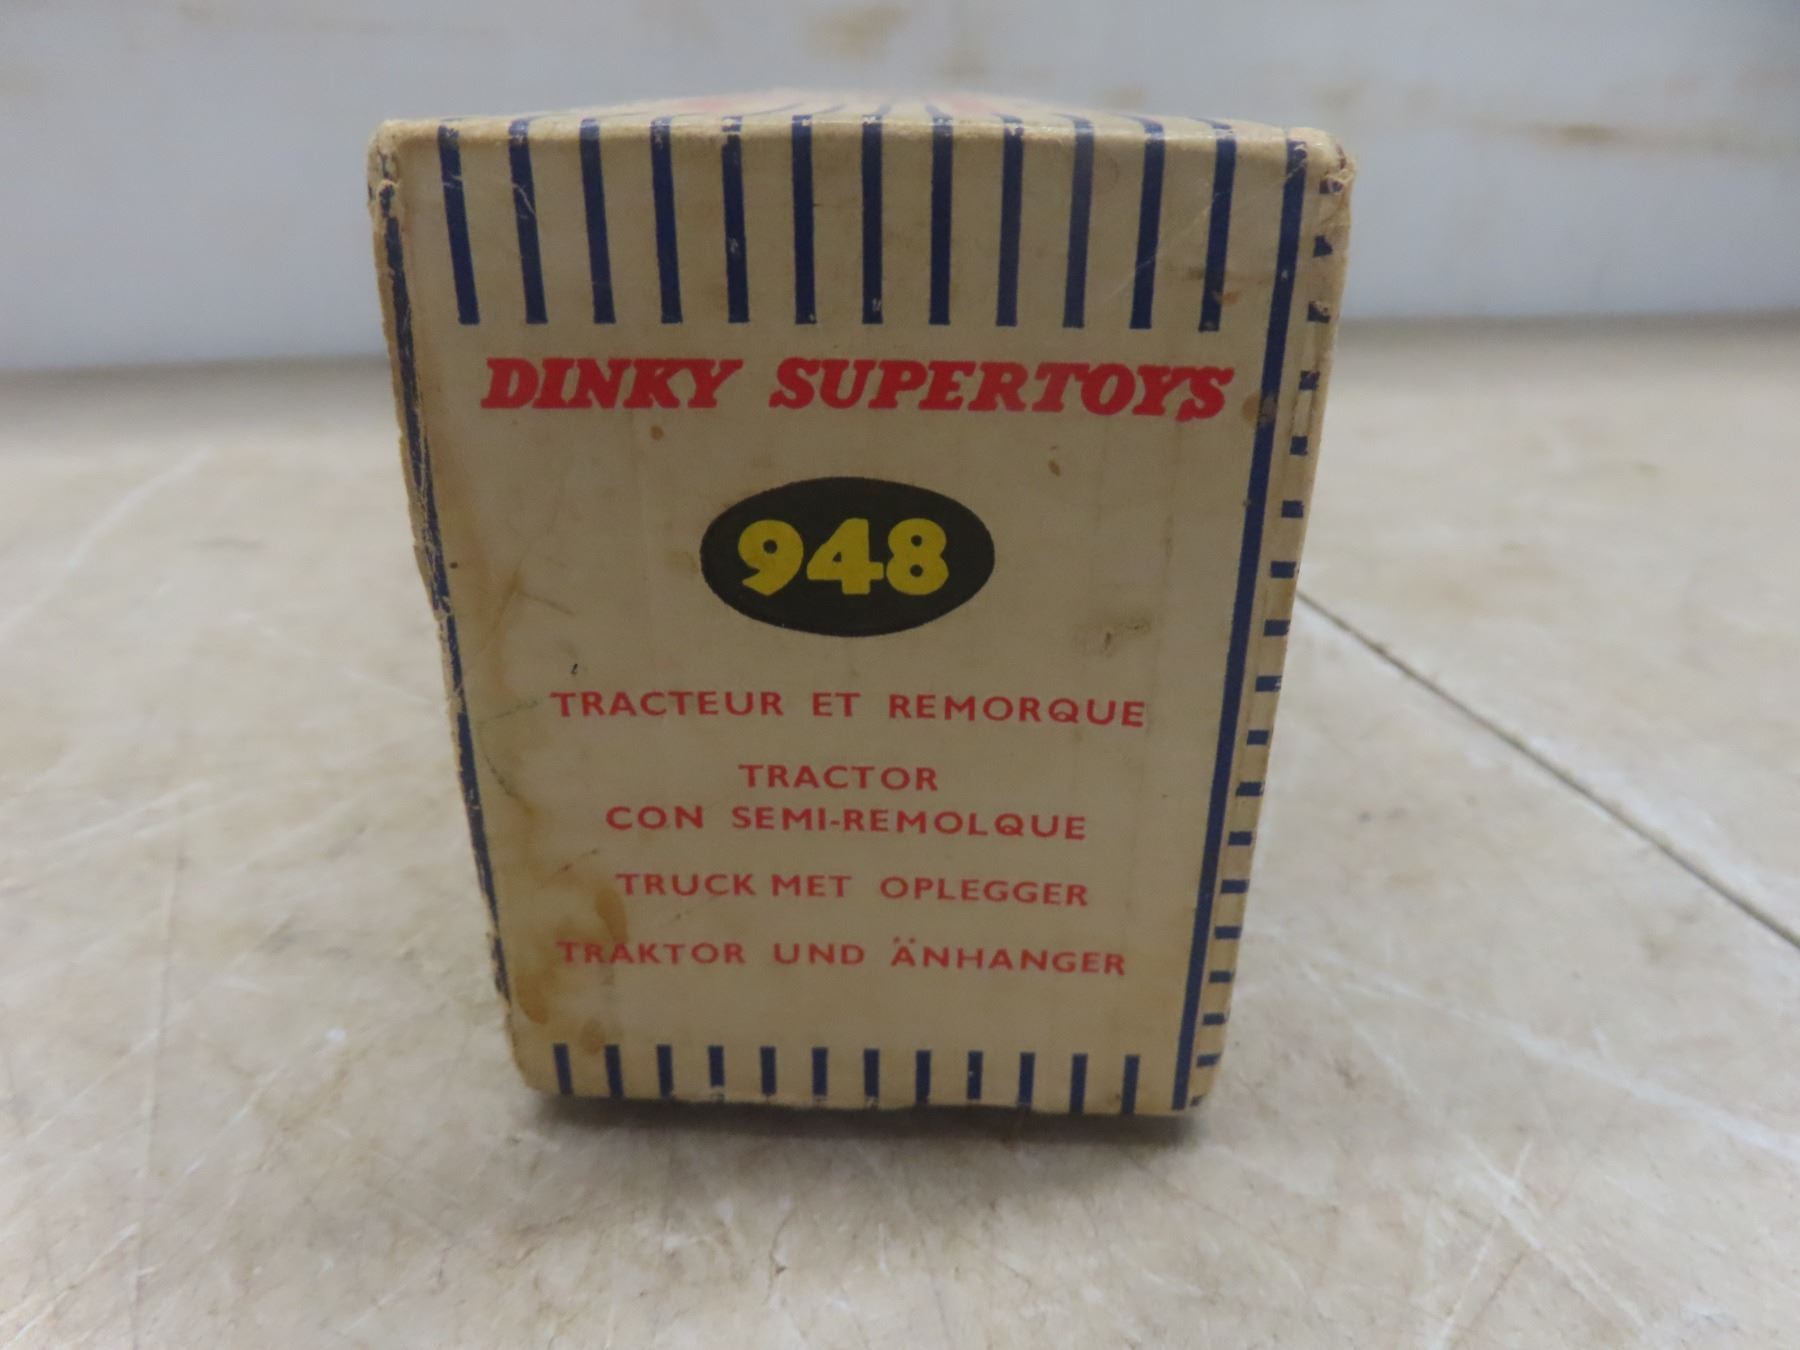 DINKY SUPERTOYS
948
TRACTEUR ET REMORQUE
TRACTOR
CON SEMI-REMOLQUE
TRUCK MET OPLEGGER
TRAKTOR UND ÄNHANGER